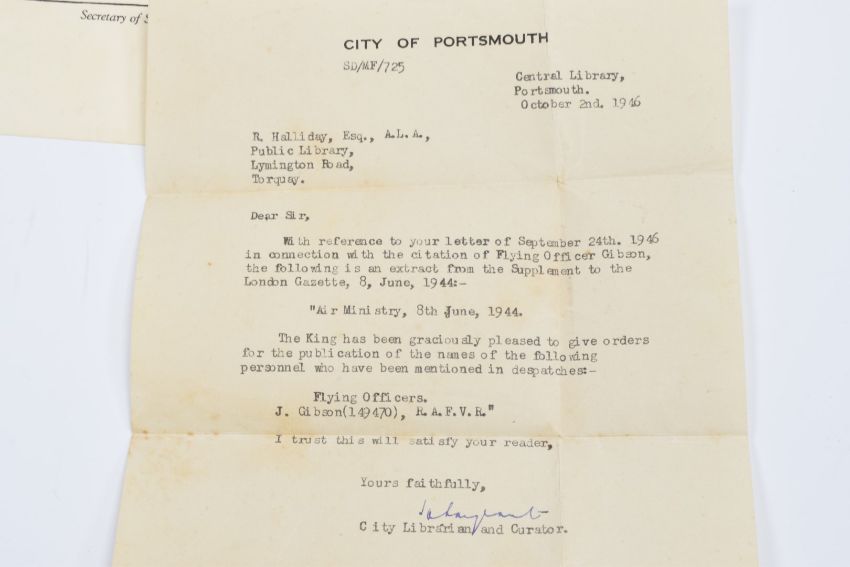 Secretary of
CITY OF PORTSMOUTH
SD/MF/725
Central Library,
Portsmouth.
October 2nd. 1946
R. Halliday, Esq., A.L.A.,
Public Library,
Lymington Road,
Torquay.
Dear Sir,
With reference to your letter of September 24th. 1946
in connection with the citation of Flying Officer Gibson,
the following is an extract from the Supplement to the
London Gazette, 8, June, 1944:-
"Air Ministry, 8th June, 1944.
The King has been graciously pleased to give orders
for the publication of the names of the following
personnel who have been mentioned in despatches:-
Flying Officers.
J. Gibson(149470), R.A.F.V.R."
I trust this will satisfy your reader,
Yours faithfully,
City Librarian and Curator.